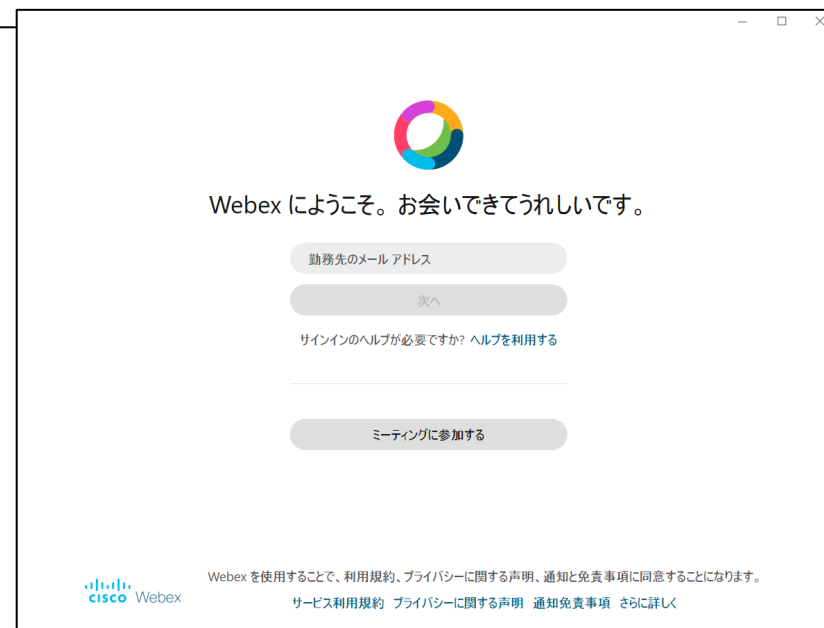 Webex にようこそ。お会いできてうれしいです。
勤務先のメール アドレス
次へ
サインインのヘルプが必要ですか? ヘルプを利用する
ミーティングに参加する
Webex を使用することで、利用規約、プライバシーに関する声明、通知と免責事項に同意することになります。
CISCO Webex
サービス利用規約 プライバシーに関する声明 通知免責事項 さらに詳しく